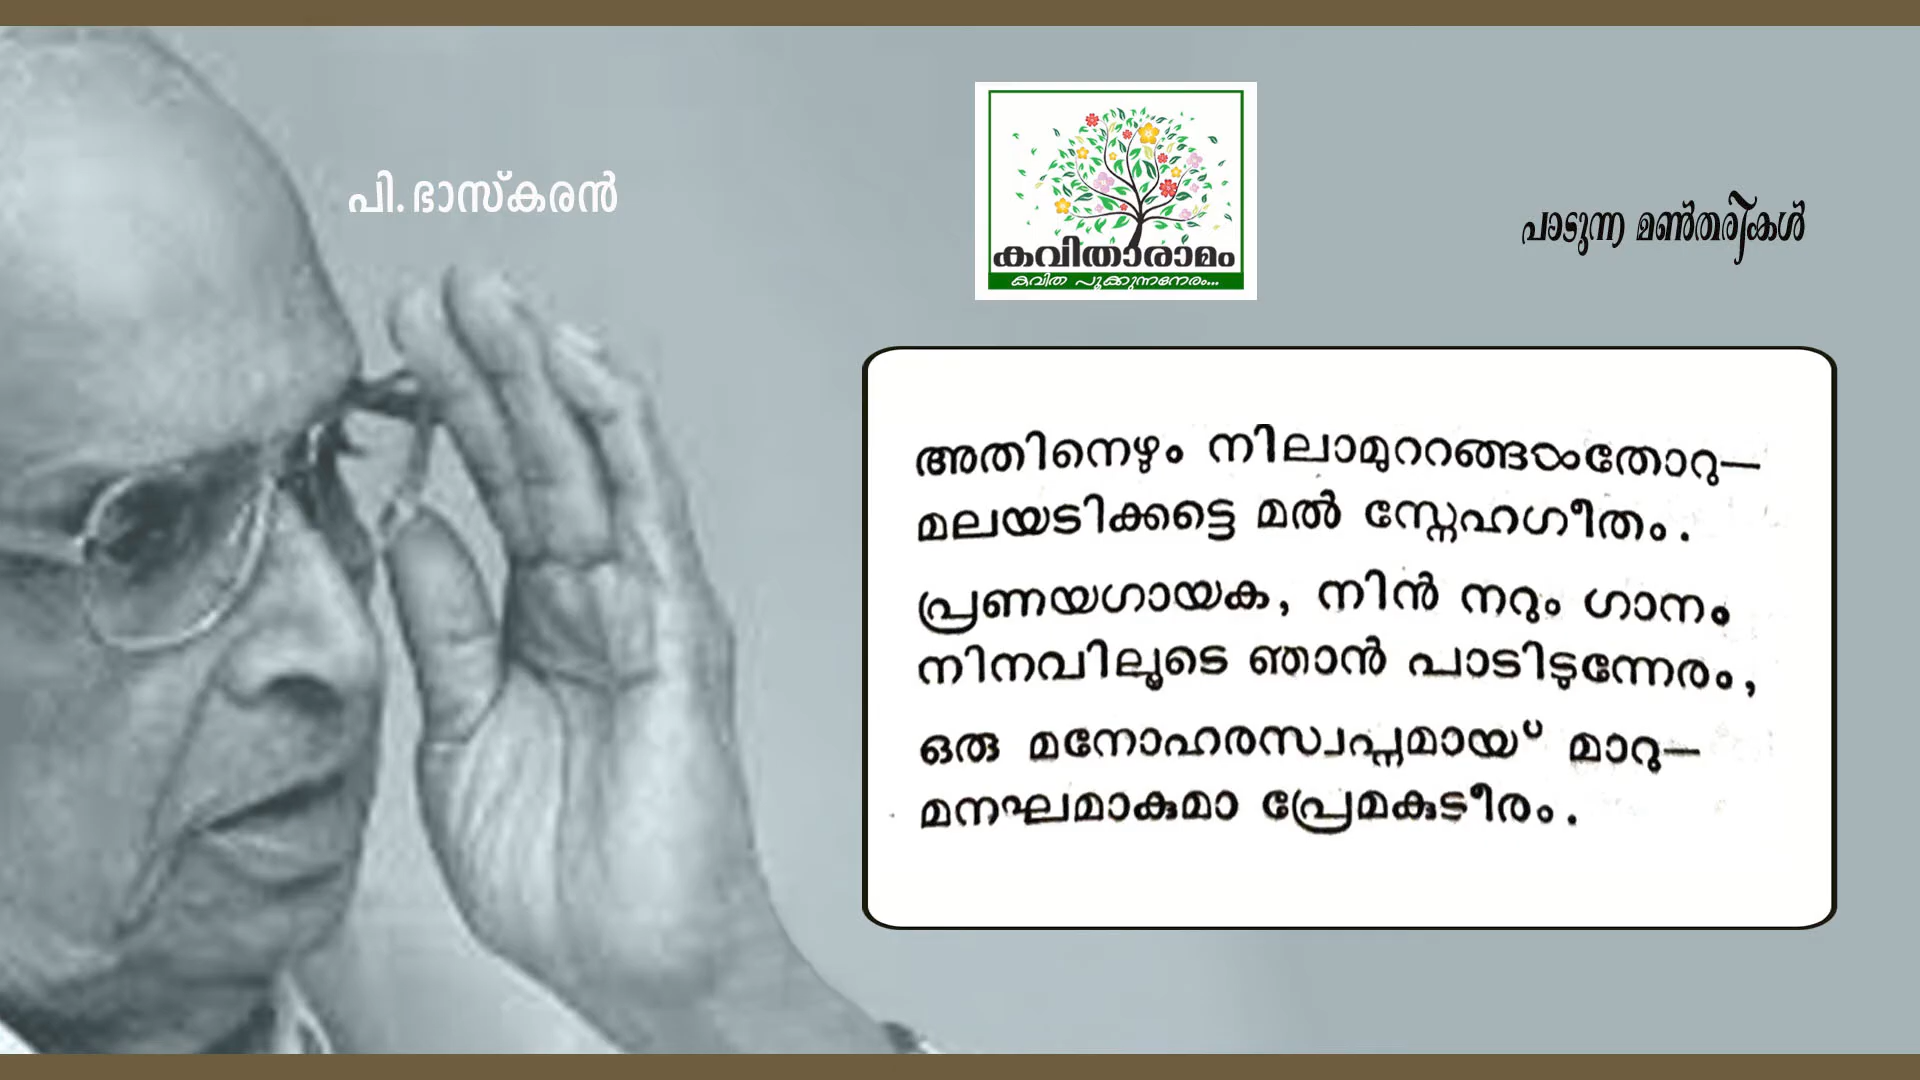 പി. ഭാസ്കരൻ
കവിതാരാമം
കവിത പൂക്കുന്നനേരം...
പാടുന്ന മൺതരികൾ
അതിനെഴും നിലാമുററങ്ങൾതോറു—
മലയടിക്കട്ടെ മൽ സ്നേഹഗീതം.
പ്രണയഗായക, നിൻ നറും ഗാനം
നിനവിലൂടെ ഞാൻ പാടിടുന്നേരം,
ഒരു മനോഹരസ്വപ്നമായ് മാറു—
മനഘമാകുമാ പ്രേമകുടീരം.